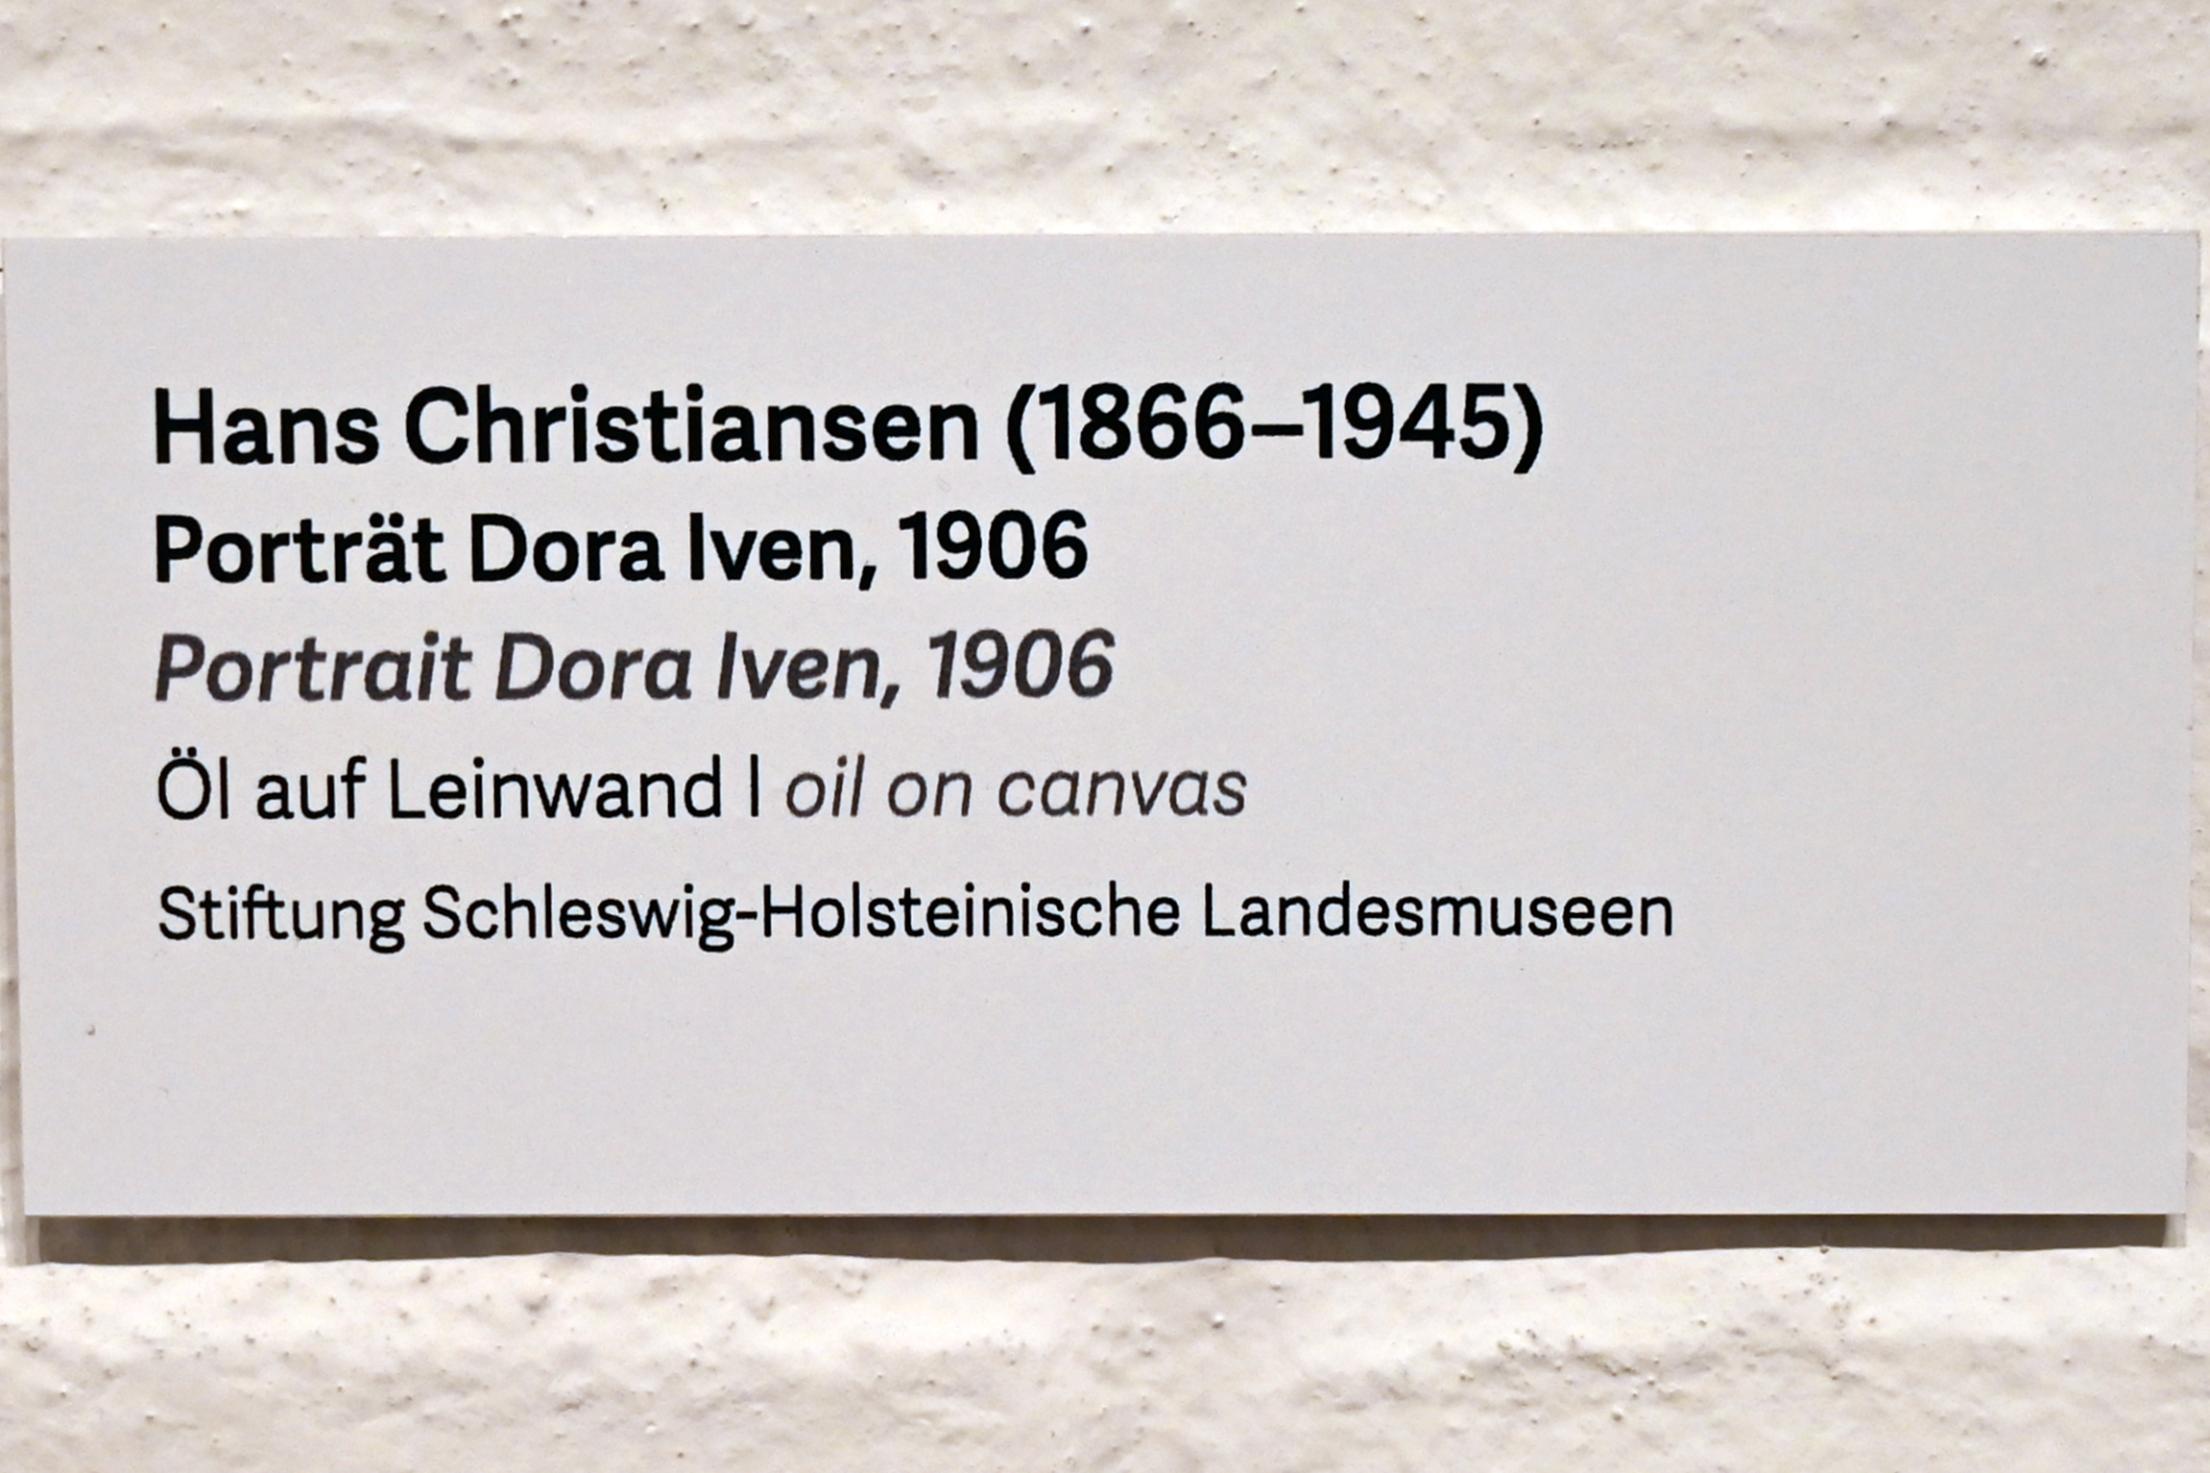 Hans Christiansen (1866–1945)
Porträt Dora Iven, 1906
Portrait Dora Iven, 1906
Öl auf Leinwand | oil on canvas
Stiftung Schleswig-Holsteinische Landesmuseen